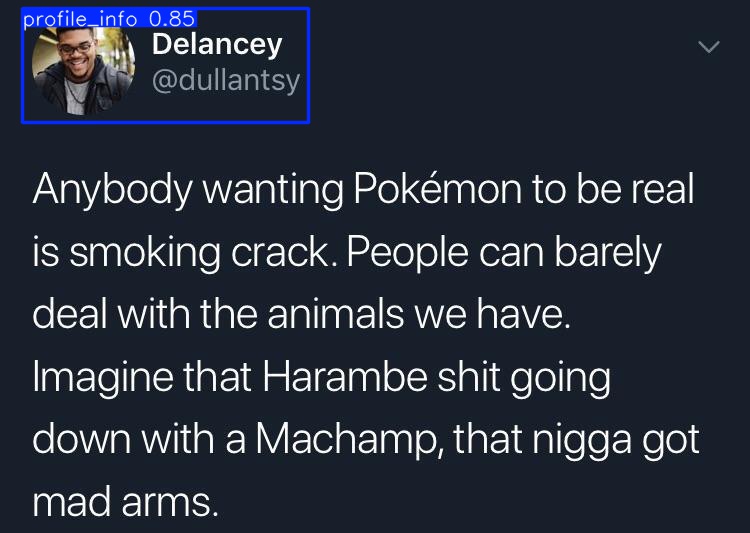 profile_info 0.85
Delancey
@dullantsy
Anybody wanting Pokémon to be real
is smoking crack. People can barely
deal with the animals we have.
Imagine that Harambe shit going
down with a Machamp, that nigga got
mad arms.